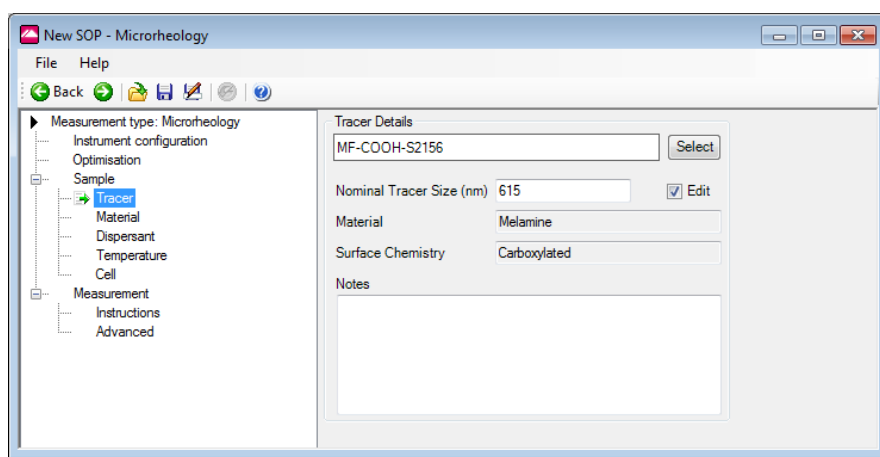 New SOP - Microrheology
File Help
Back
Measurement type: Microrheology
Instrument configuration
Optimisation
Sample
Tracer
Material
Dispersant
Temperature
Cell
Measurement
Instructions
Advanced
Tracer Details
MF-COOH-S2156 Select
Nominal Tracer Size (nm) 615 Edit
Material Melamine
Surface Chemistry Carboxylated
Notes